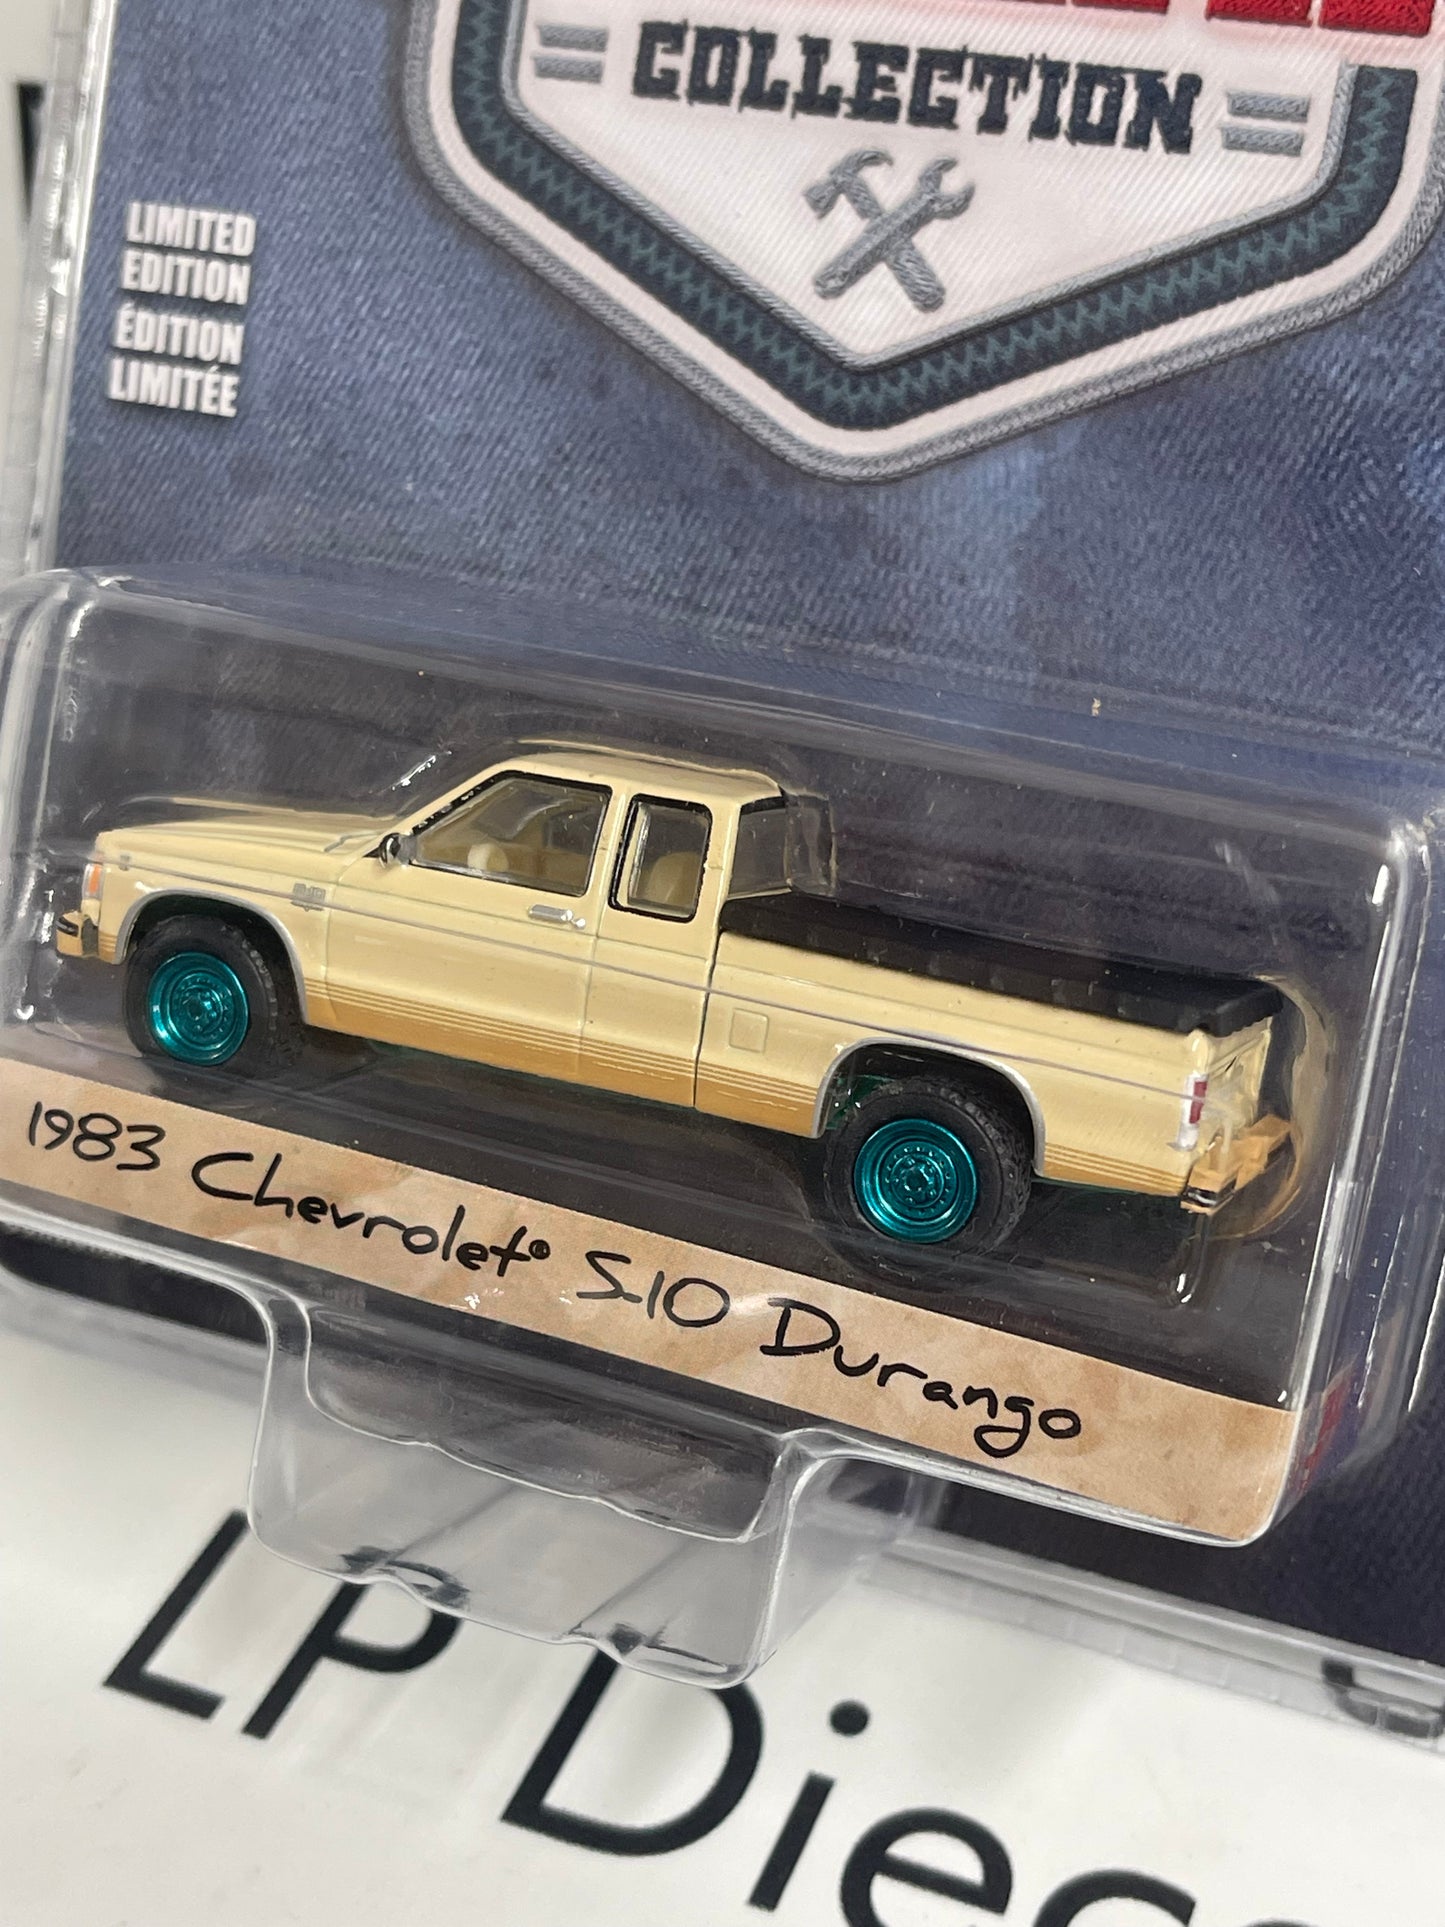 COLLECTION
LIMITED
EDITION
ÉDITION
LIMITÉE
1983 Chevrolet® S-10 Durango
LP Diec